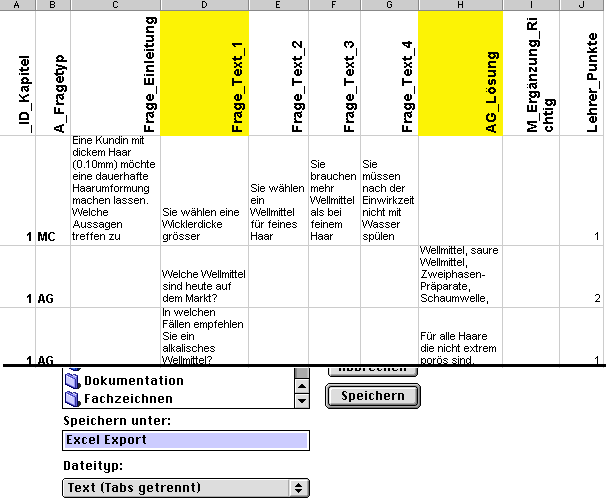 A B C D E F G H I J
_ID_Kapitel
A_Fragetyp
Frage_Einleitung
Frage_Text_1
Frage_Text_2
Frage_Text_3
Frage_Text_4
AG_Lösung
M_Ergänzung_Ri
chtig
Lehrer_Punkte
1
MC
Eine Kundin mit
dickem Haar
(0.10mm) möchte
eine dauerhafte
Haarumformung
machen lassen.
Welche
Aussagen
treffen zu
Sie wählen eine
Wicklerdicke
grösser
Sie wählen
ein
Wellmittel
für feines
Haar
Sie
brauchen
mehr
Wellmittel
als bei
feinem
Haar
Sie
müssen
nach der
Einwirkzeit
nicht mit
Wasser
spülen
1
1
AG
Welche Wellmittel
sind heute auf
dem Markt?
Wellmittel, saure
Wellmittel,
Zweiphasen-
Präparate,
Schaumwelle,
2
1
AG
In welchen
Fällen empfehlen
Sie ein
alkalisches
Wellmittel?
Für alle Haare
die nicht extrem
porös sind.
1
Abbrechen
Dokumentation
Fachzeichnen
Speichern
Speichern unter:
Excel Export
Dateityp:
Text (Tabs getrennt)